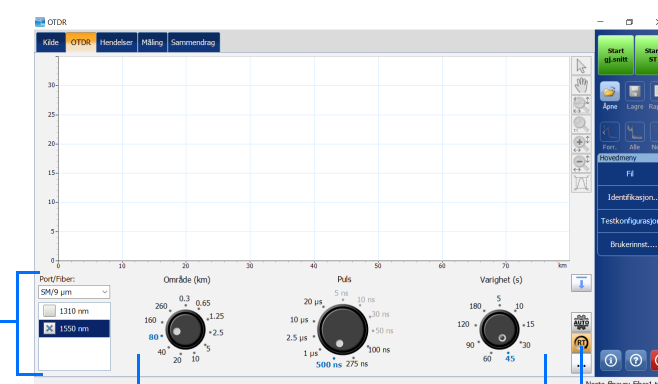 OTDR
Kilde OTDR Hendelser Måling Sammendrag
Start gj.snitt
Åpne Lagre
Forr. Alle
Hovedmeny
Fil
Identifikasjon..
Brukerinnst....
30-
25-
20-
15-
10-
5-
0
0 10 20 30 40 50 60 70 km
Port/Fiber:
SM/9 µm
1310 nm
1550 nm
Område (km)
0.3 0.65 1.25 2.5 5 10 20 40 80 160 260
Puls
5 ns 10 ns 30 ns 50 ns 100 ns 275 ns 500 ns 1 µs 2.5 µs 10 µs 20 µs
Varighet (s)
5 10 15 30 45 60 90 120 180
AUTO
RT
...